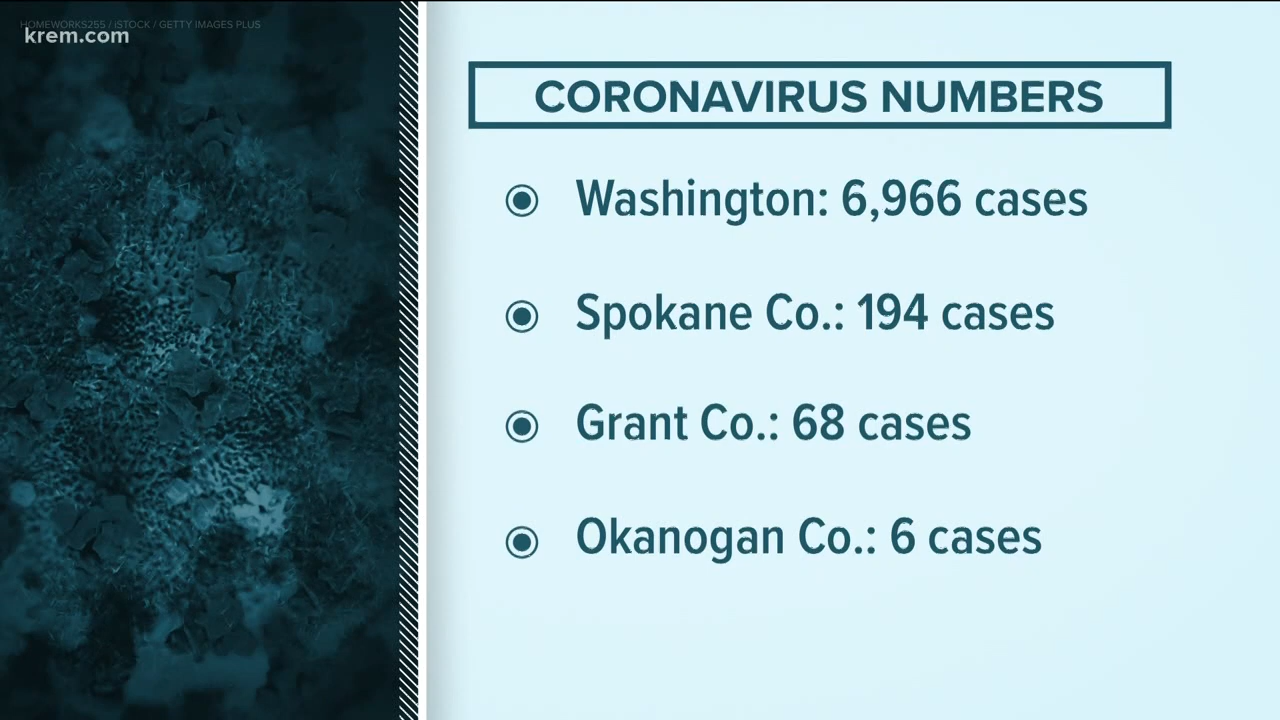 HOMEWORKS255 / iSTOCK / GETTY IMAGES PLUS
krem.com
CORONAVIRUS NUMBERS
Washington: 6,966 cases
Spokane Co.: 194 cases
Grant Co.: 68 cases
Okanogan Co.: 6 cases